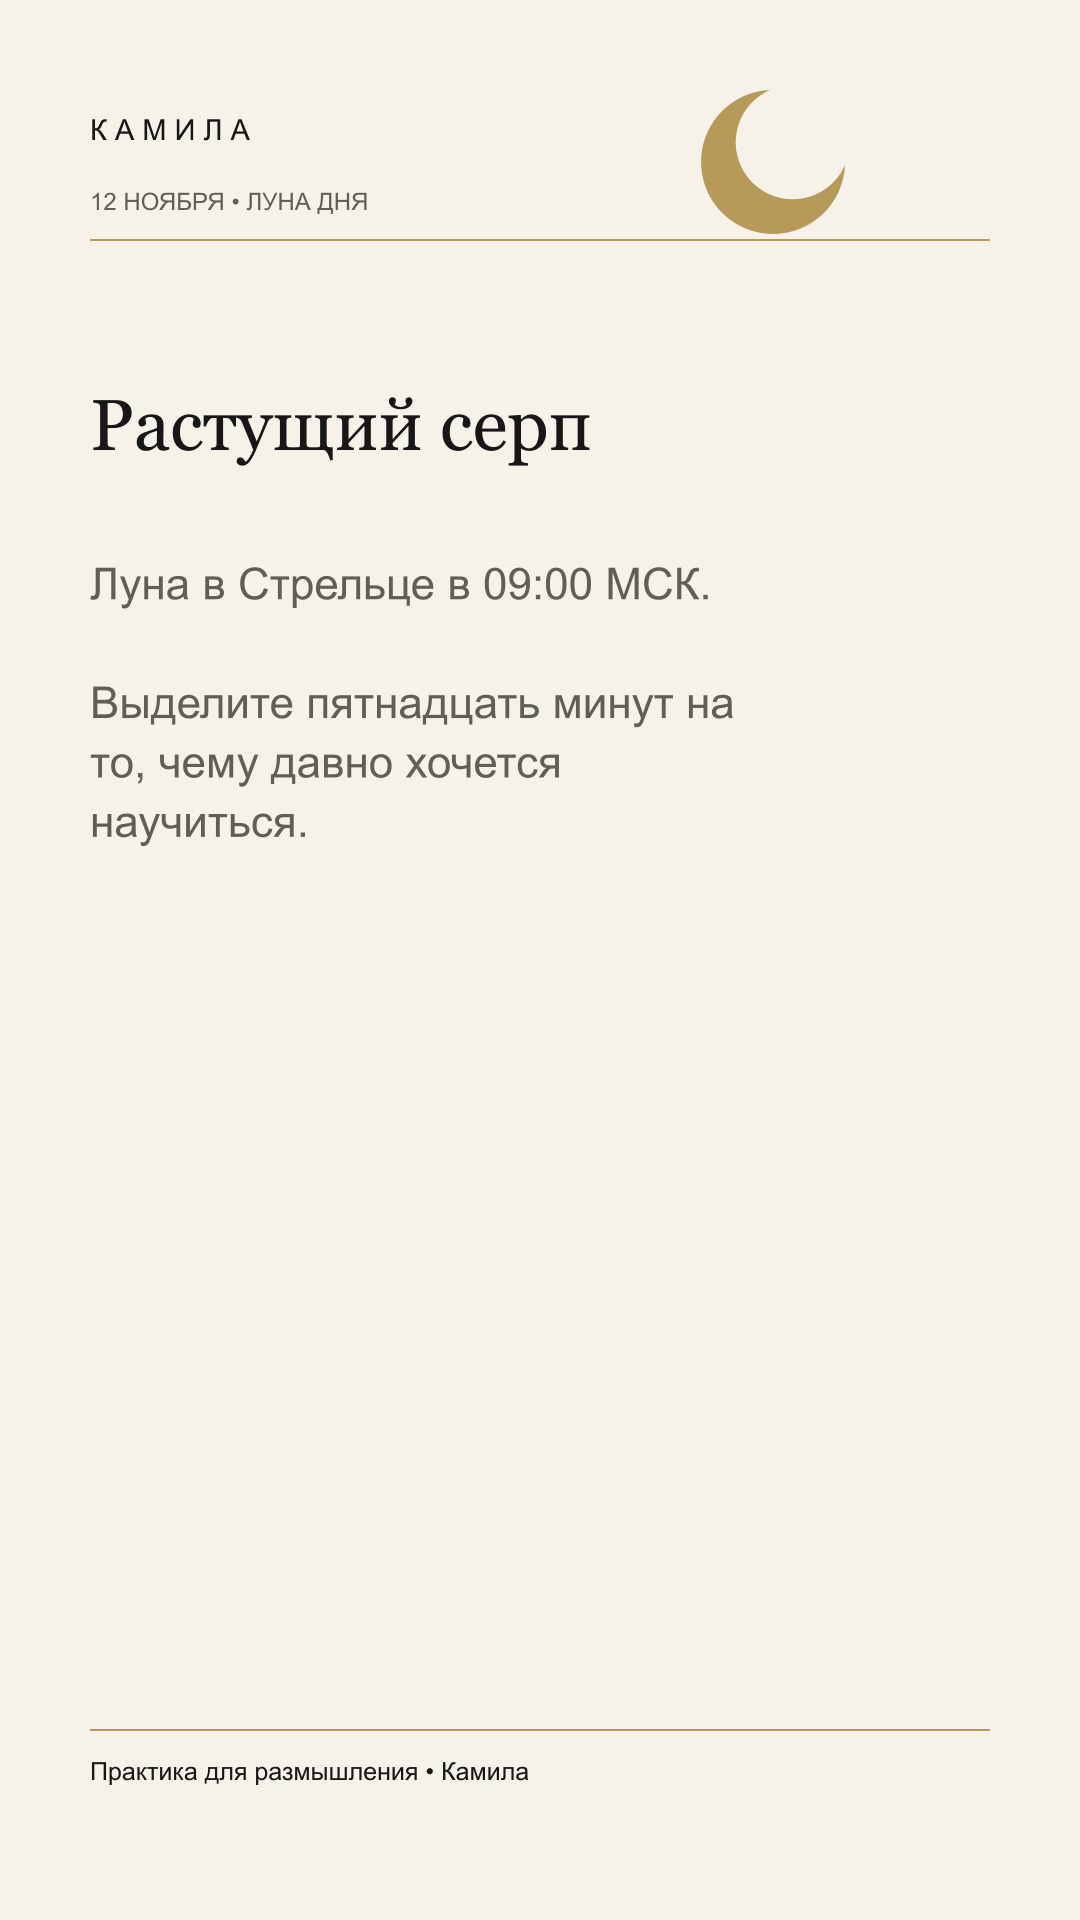 КАМИЛА
12 НОЯБРЯ • ЛУНА ДНЯ
Растущий серп
Луна в Стрельце в 09:00 МСК.
Выделите пятнадцать минут на
то, чему давно хочется
научиться.
Практика для размышления • Камила